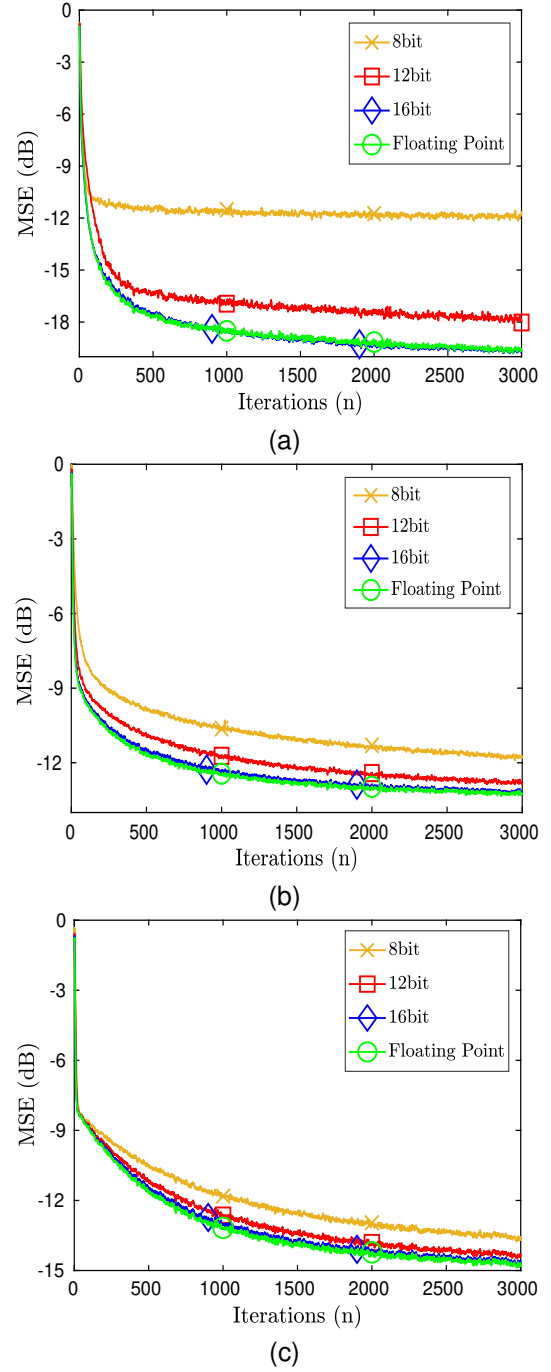 0
-3
-6
-9
-12
-15
-18
MSE (dB)
8bit
12bit
16bit
Floating Point
0 500 1000 1500 2000 2500 3000
Iterations (n)
(a)
0
-3
-6
-9
-12
MSE (dB)
8bit
12bit
16bit
Floating Point
0 500 1000 1500 2000 2500 3000
Iterations (n)
(b)
0
-3
-6
-9
-12
-15
MSE (dB)
8bit
12bit
16bit
Floating Point
0 500 1000 1500 2000 2500 3000
Iterations (n)
(c)